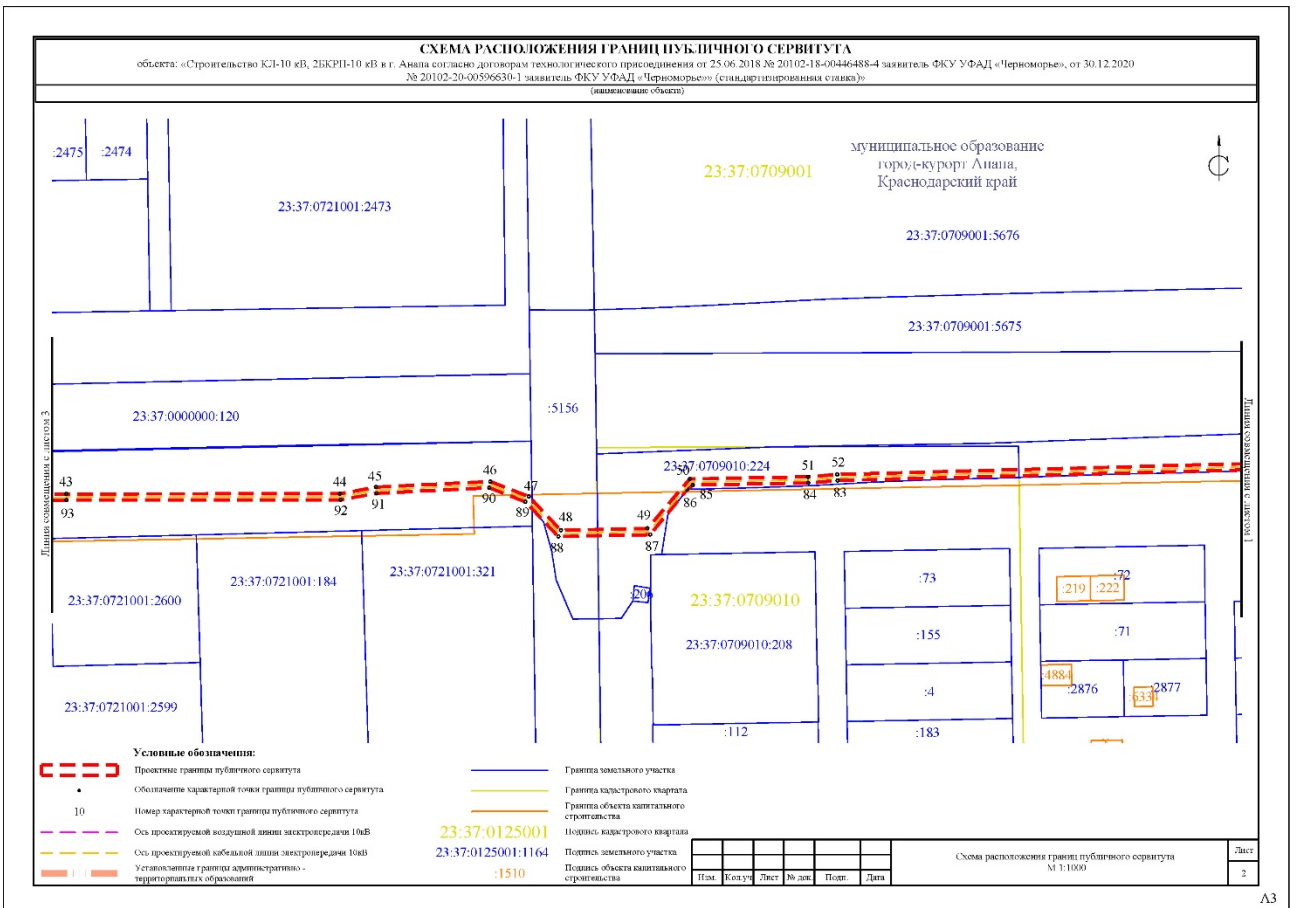 СХЕМА РАСПОЛОЖЕНИЯ ГРАНИЦ ПУБЛИЧНОГО СЕРВИТУТА
объекта: «Строительство КЛ-10 кВ, 2БКРП-10 кВ в г. Анапа согласно договорам технологического присоединения от 25.06.2018 № 20102-18-00446488-4 заявитель ФКУ УФАД «Черноморье», от 30.12.2020
№ 20102-20-00596630-1 заявитель ФКУ УФАД «Черноморье»» (стандартизированная ставка)»
(наименование объекта)
:2475
:2474
23:37:0709001
муниципальное образование
город-курорт Анапа,
Краснодарский край
С
23:37:0721001:2473
23:37:0709001:5676
23:37:0709001:5675
23:37:0000000:120
:5156
Линия совмещения с листом 3
Линия совмещения с листом 1
23:37:0709010:224
43
44
45
46
47
48
49
50
51
52
93
92
91
90
89
88
87
86
85
84
83
23:37:0721001:2600
23:37:0721001:184
23:37:0721001:321
:20
23:37:0709010
23:37:0709010:208
:73
:72
:219
:222
:155
:71
:4
:4884
:2876
:2877
:6334
23:37:0721001:2599
:112
:183
Условные обозначения:
Проектные границы публичного сервитута
Обозначение характерной точки границы публичного сервитута
10
Номер характерной точки границы публичного сервитута
Ось проектируемой воздушной линии электропередачи 10кВ
Ось проектируемой кабельной линии электропередачи 10кВ
Установленные границы административно -
территориальных образований
Граница земельного участка
Граница кадастрового квартала
Граница объекта капитального
строительства
23:37:0125001
Подпись кадастрового квартала
23:37:0125001:1164
Подпись земельного участка
:1510
Подпись объекта капитального
строительства
Изм.
Кол.уч
Лист
№ док.
Подп.
Дата
Схема расположения границ публичного сервитута
М 1:1000
Лист
2
А3